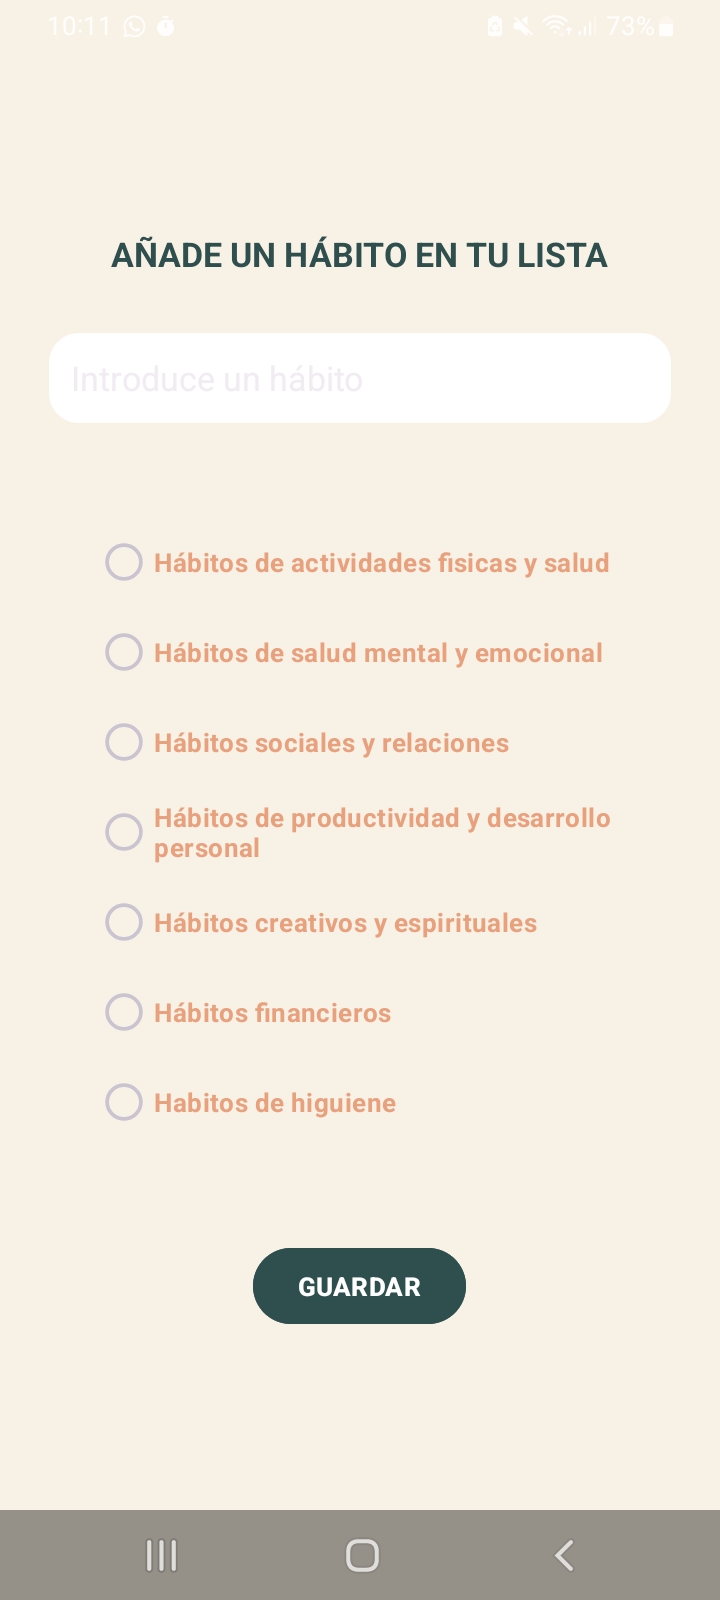 10:11 73%
AÑADE UN HÁBITO EN TU LISTA
Introduce un hábito
Hábitos de actividades fisicas y salud
Hábitos de salud mental y emocional
Hábitos sociales y relaciones
Hábitos de productividad y desarrollo
personal
Hábitos creativos y espirituales
Hábitos financieros
Habitos de higuiene
GUARDAR